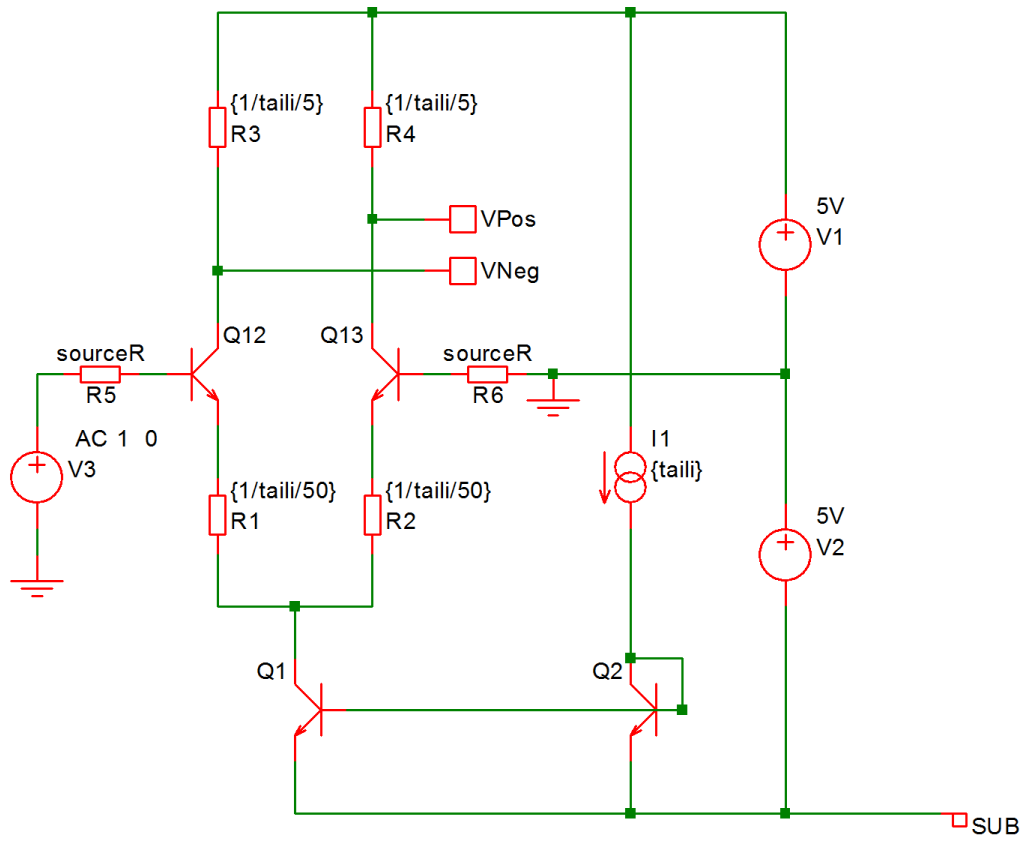 {1/taili/5}
R3
{1/taili/5}
R4
5V
V1
VPos
VNeg
Q12
Q13
sourceR
R5
sourceR
R6
AC 1 0
V3
I1
{taili}
{1/taili/50}
R1
{1/taili/50}
R2
5V
V2
Q1
Q2
SUB